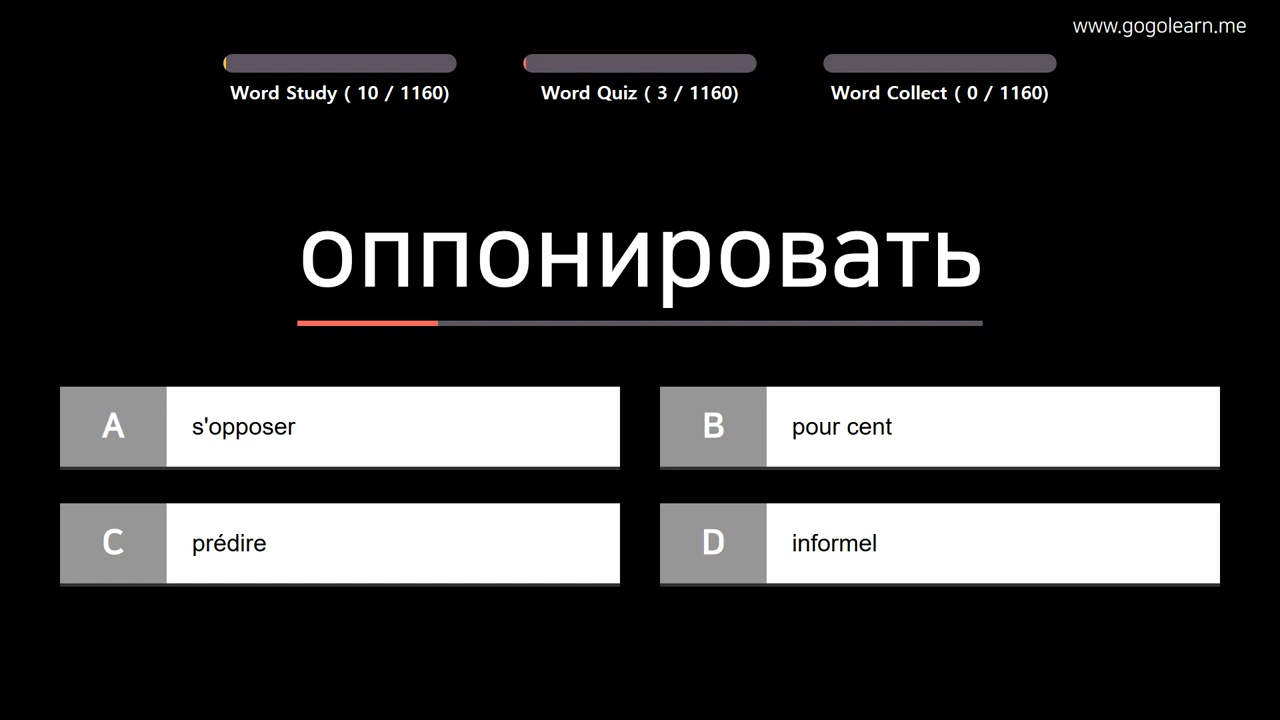 www.gogolearn.me
Word Study ( 10 / 1160)
Word Quiz ( 3 / 1160)
Word Collect ( 0 / 1160)
оппонировать
A s'opposer
B pour cent
C prédire
D informel